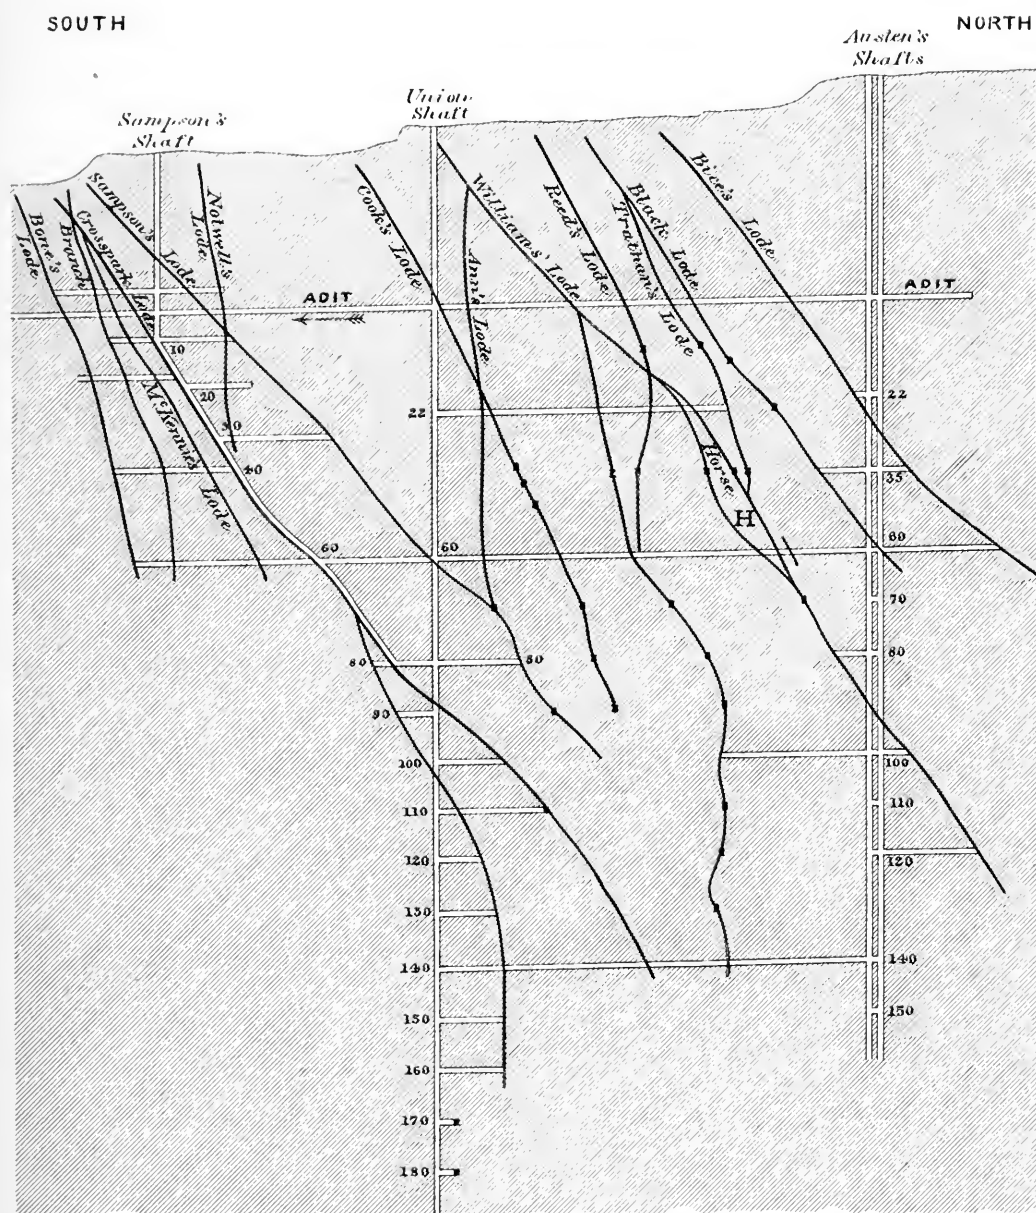 SOUTH
NORTH
Austen's
Shafts
Union
Shaft
Sampson's
Shaft
Bone's
Lode
Branch
Crosspark Lode
Sampson's Lode
Notwell's
Lode
Cook's Lode
Ann's Lode
Williams' Lode
Reed's Lode
Trathan's Lode
Black Lode
Bice's Lode
ADIT
ADIT
10
20
30
40
McKennies Lode
60
22
60
80
50
90
100
110
120
150
140
150
160
170
180
Horse
H
22
35
60
70
80
100
110
120
140
150